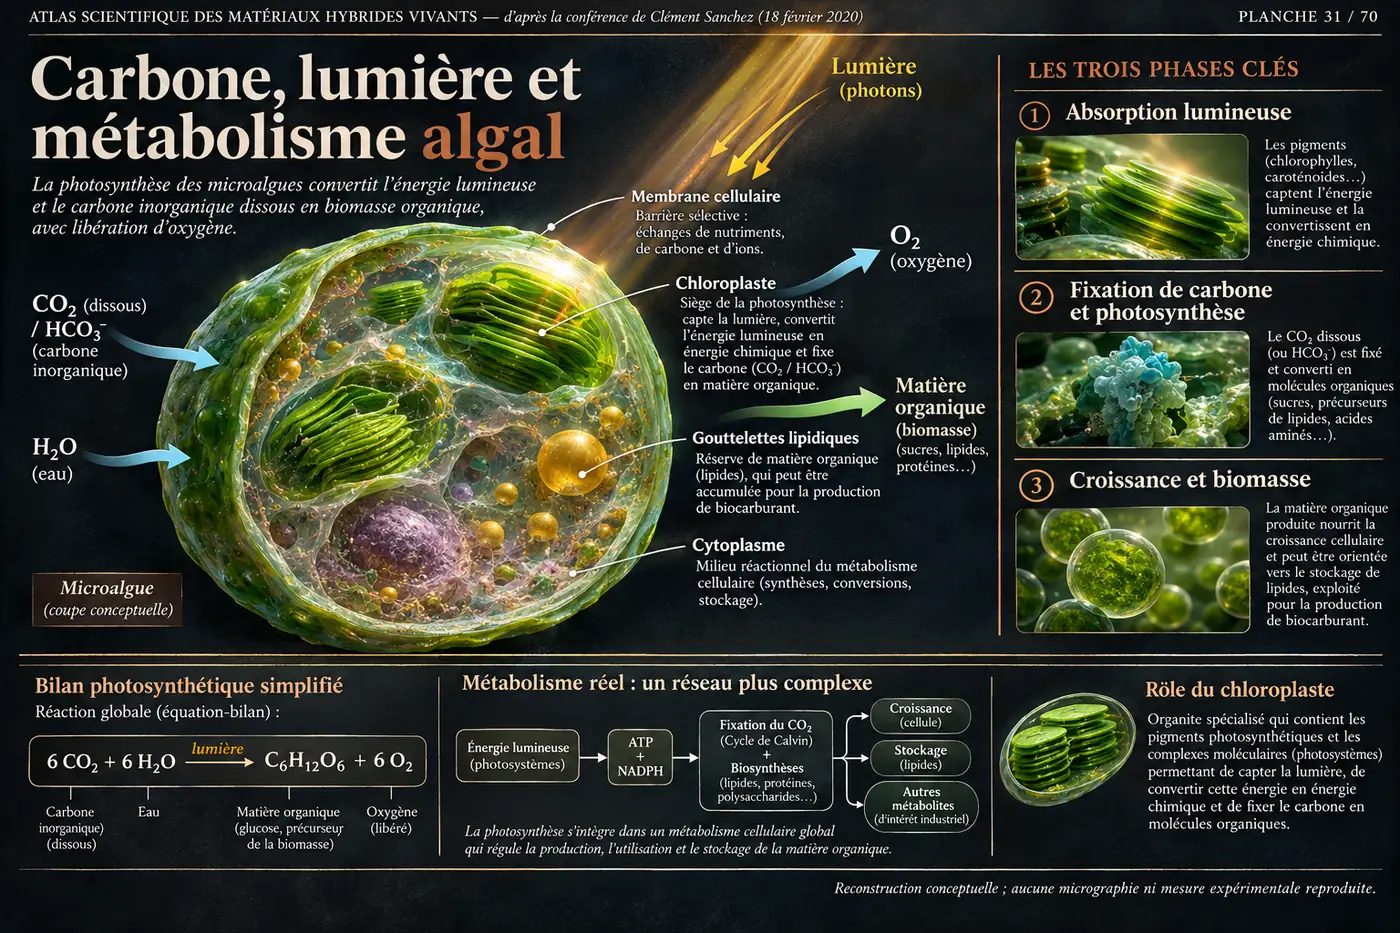 ATLAS SCIENTIFIQUE DES MATÉRIAUX HYBRIDES VIVANTS — d'après la conférence de Clément Sanchez (18 février 2020)
PLANCHE 31 / 70
Carbone, lumière et
métabolisme algal
La photosynthèse des microalgues convertit l'énergie lumineuse
et le carbone inorganique dissous en biomasse organique,
avec libération d'oxygène.
Lumière
(photons)
CO₂ (dissous)
/ HCO₃⁻
(carbone
inorganique)
H₂O
(eau)
Membrane cellulaire
Barrière sélective :
échanges de nutriments,
de carbone et d'ions.
Chloroplaste
Siège de la photosynthèse :
capte la lumière, convertit
l'énergie lumineuse en
énergie chimique et fixe
le carbone (CO₂ / HCO₃⁻)
en matière organique.
Gouttelettes lipidiques
Réserve de matière organique
(lipides), qui peut être
accumulée pour la production
de biocarburant.
Cytoplasme
Milieu réactionnel du métabolisme
cellulaire (synthèses, conversions,
stockage).
O₂
(oxygène)
Matière
organique
(biomasse)
(sucres, lipides,
protéines…)
Microalgue
(coupe conceptuelle)
LES TROIS PHASES CLÉS
1 Absorption lumineuse
Les pigments
(chlorophylles,
caroténoides…)
captent l'énergie
lumineuse et la
convertissent en
énergie chimique.
2 Fixation de carbone
et photosynthèse
Le CO₂ dissous
(ou HCO₃⁻) est fixé
et converti en
molécules organiques
(sucres, précurseurs
de lipides, acides
aminés…).
3 Croissance et biomasse
La matière organique
produite nourrit la
croissance cellulaire
et peut être orientée
vers le stockage de
lipides, exploité
pour la production
de biocarburant.
Bilan photosynthétique simplifié
Réaction globale (équation-bilan) :
lumière
6 CO₂ + 6 H₂O ⟶ C₆H₁₂O₆ + 6 O₂
Carbone
inorganique)
(dissous)
Eau
Matière organique
(glucose, précurseur
de la biomasse)
Oxygène
(libéré)
Métabolisme réel : un réseau plus complexe
Énergie lumineuse
(photosystèmes)
ATP
+
NADPH
Fixation du CO₂
(Cycle de Calvin)
+
Biosynthèses
(lipides, protéines,
polysaccharides…)
Croissance
(cellule)
Stockage
(lipides)
Autres
métabolites
(d'intérêt industriel)
La photosynthèse s'intègre dans un métabolisme cellulaire global
qui régule la production, l'utilisation et le stockage de la matière organique.
Röle du chloroplaste
Organite spécialisé qui contient les
pigments photosynthétiques et les
complexes moléculaires (photosystèmes)
permettant de capter la lumière, de
convertir cette énergie en énergie
chimique et de fixer le carbone en
molécules organiques.
Reconstruction conceptuelle ; aucune micrographie ni mesure expérimentale reproduite.